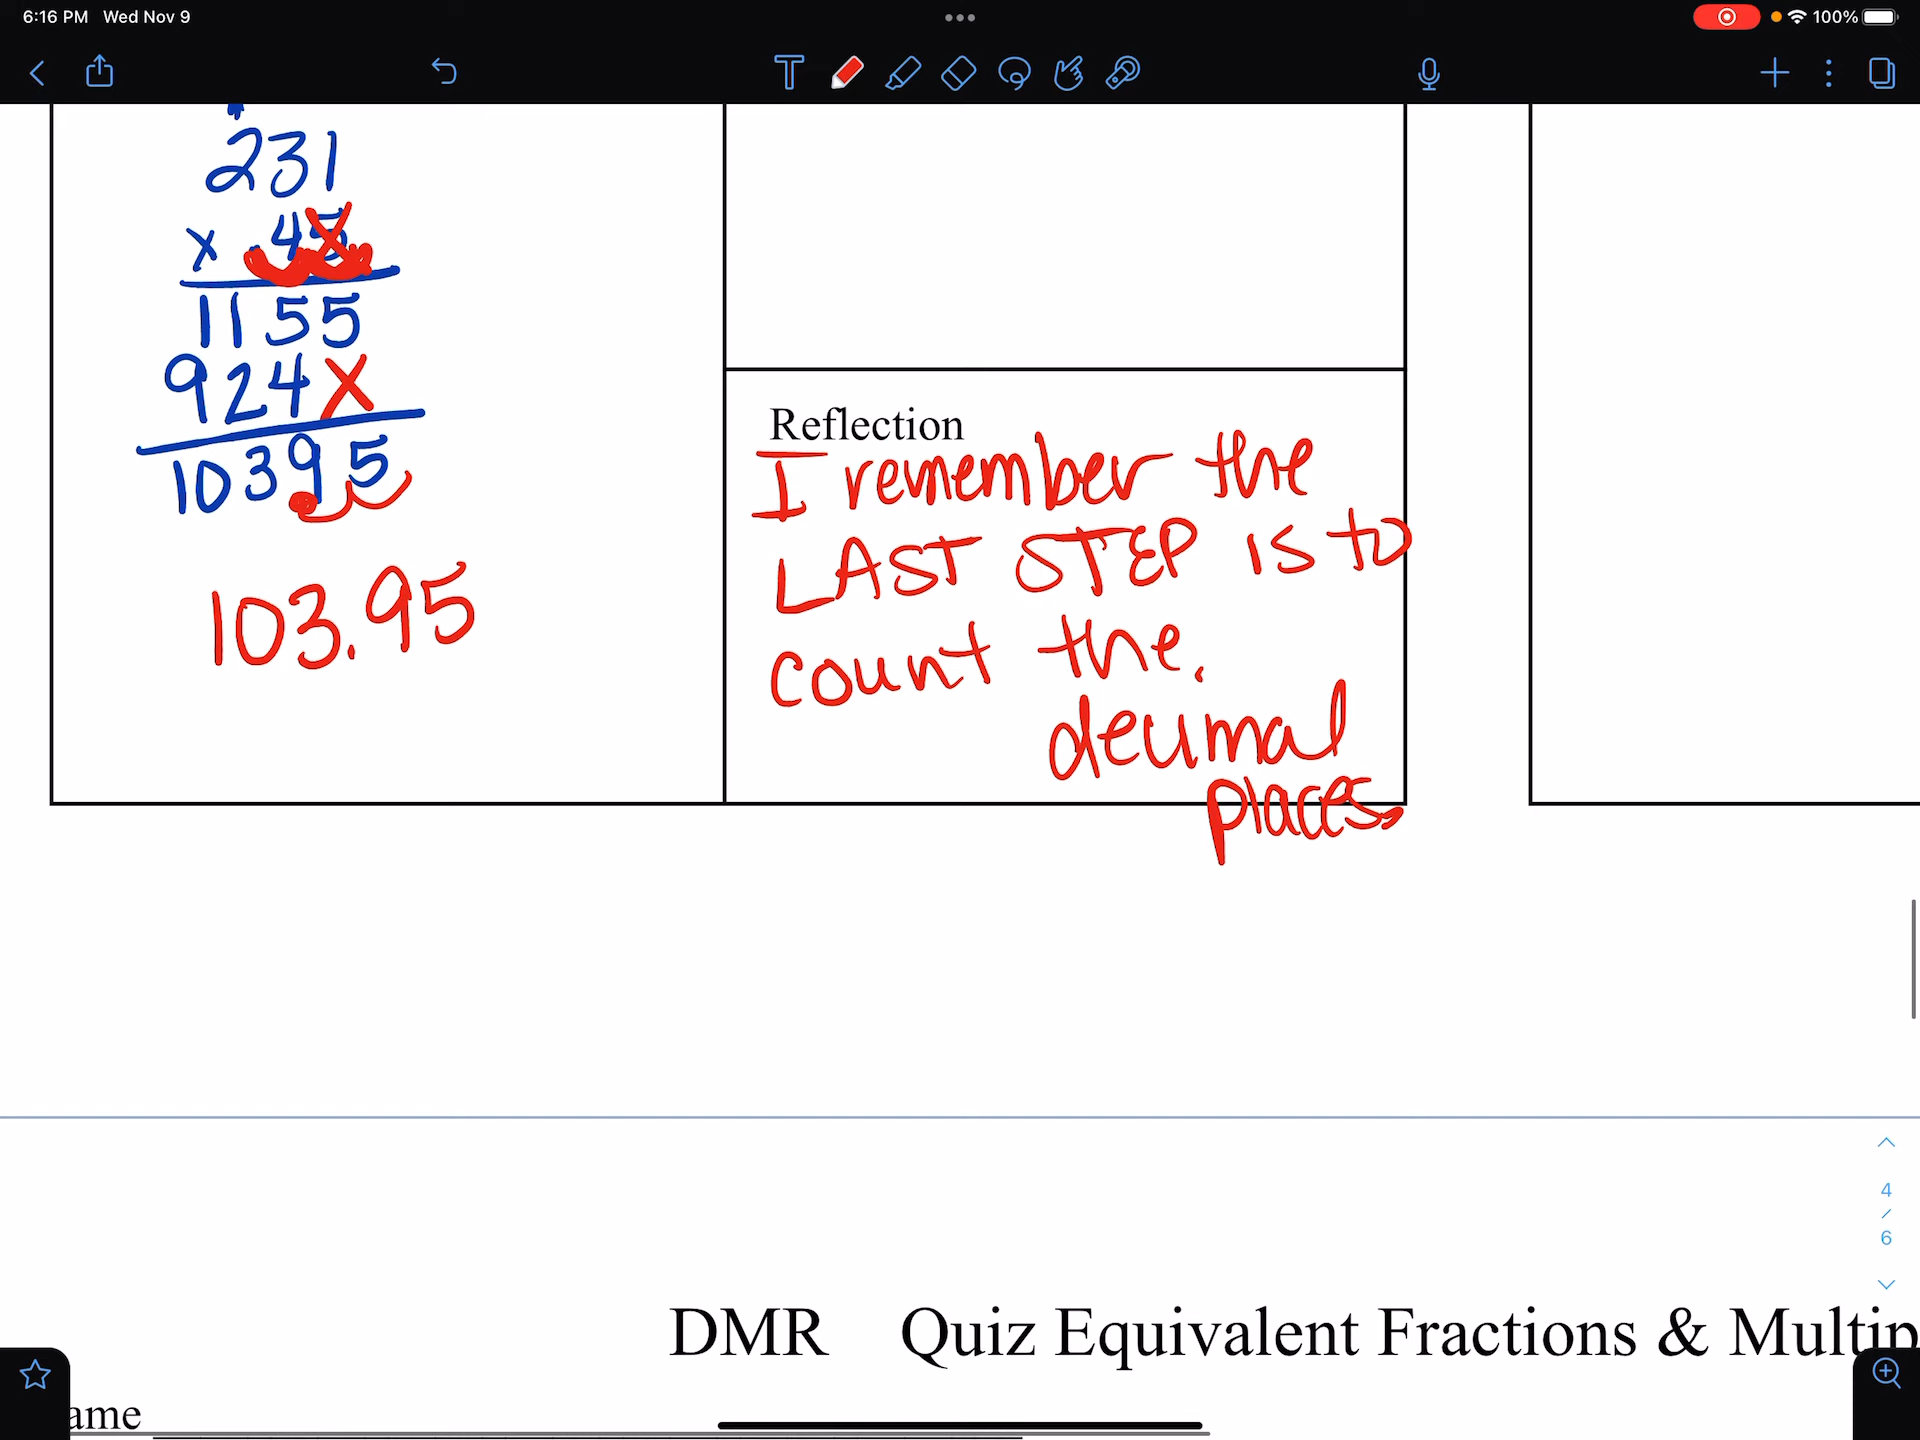 6:16 PM Wed Nov 9
100%
231
x .45
1155
924X
10395
103.95
Reflection
I remember the
LAST STEP is to
count the
decimal
places.
4
/
6
DMR Quiz Equivalent Fractions & Multip
ame